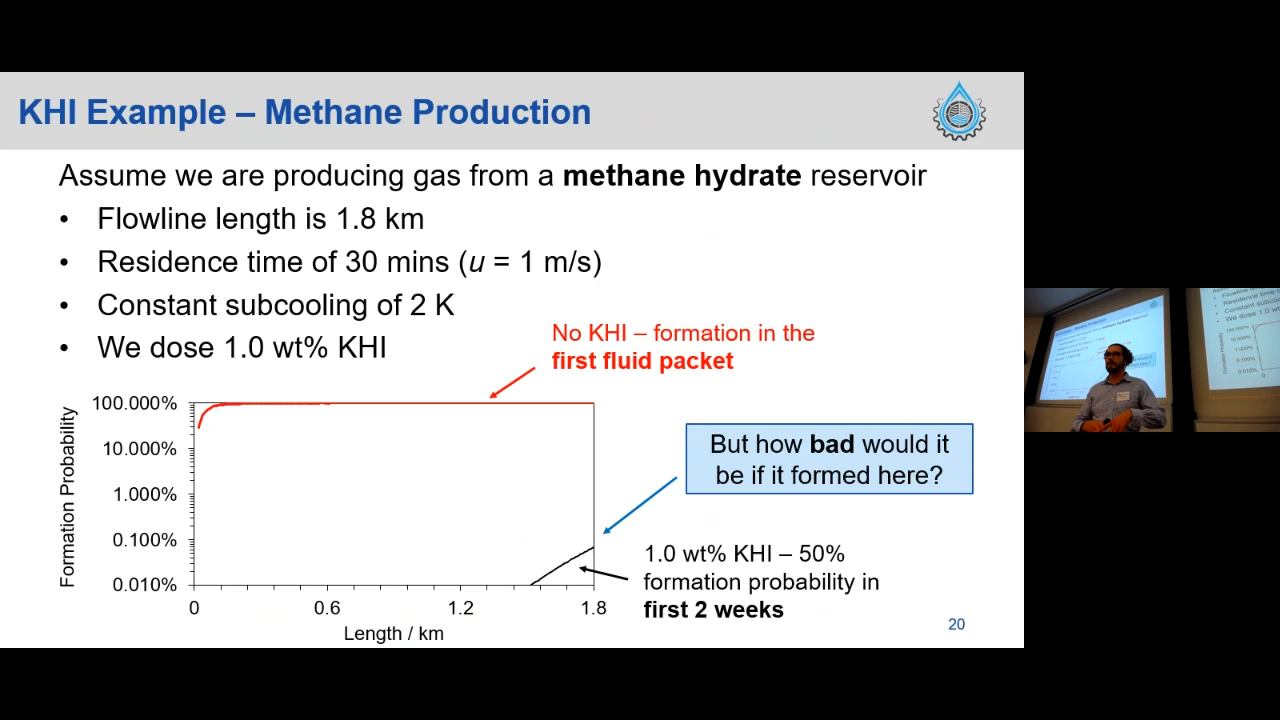 KHI Example – Methane Production
Assume we are producing gas from a methane hydrate reservoir
• Flowline length is 1.8 km
• Residence time of 30 mins (u = 1 m/s)
• Constant subcooling of 2 K
• We dose 1.0 wt% KHI
No KHI – formation in the
first fluid packet
But how bad would it
be if it formed here?
1.0 wt% KHI – 50%
formation probability in
first 2 weeks
Formation Probability
100.000%
10.000%
1.000%
0.100%
0.010%
0 0.6 1.2 1.8
Length / km
20